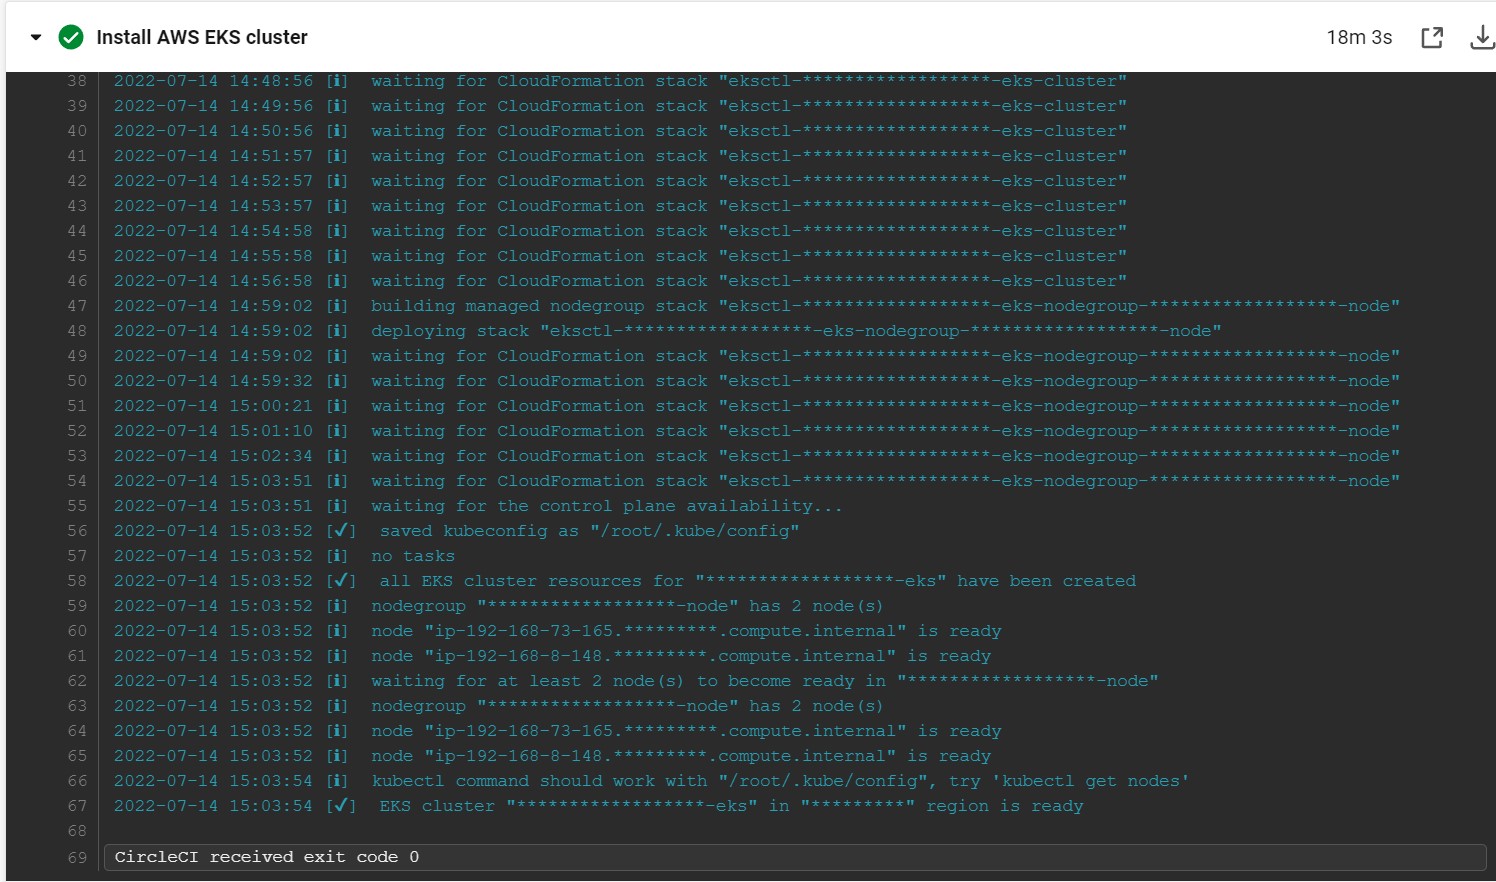 Install AWS EKS cluster 18m 3s
38 2022-07-14 14:48:56 [ℹ] waiting for CloudFormation stack "eksctl-******************-eks-cluster"
39 2022-07-14 14:49:56 [ℹ] waiting for CloudFormation stack "eksctl-******************-eks-cluster"
40 2022-07-14 14:50:56 [ℹ] waiting for CloudFormation stack "eksctl-******************-eks-cluster"
41 2022-07-14 14:51:57 [ℹ] waiting for CloudFormation stack "eksctl-******************-eks-cluster"
42 2022-07-14 14:52:57 [ℹ] waiting for CloudFormation stack "eksctl-******************-eks-cluster"
43 2022-07-14 14:53:57 [ℹ] waiting for CloudFormation stack "eksctl-******************-eks-cluster"
44 2022-07-14 14:54:58 [ℹ] waiting for CloudFormation stack "eksctl-******************-eks-cluster"
45 2022-07-14 14:55:58 [ℹ] waiting for CloudFormation stack "eksctl-******************-eks-cluster"
46 2022-07-14 14:56:58 [ℹ] waiting for CloudFormation stack "eksctl-******************-eks-cluster"
47 2022-07-14 14:59:02 [ℹ] building managed nodegroup stack "eksctl-******************-eks-nodegroup-******************-node"
48 2022-07-14 14:59:02 [ℹ] deploying stack "eksctl-******************-eks-nodegroup-******************-node"
49 2022-07-14 14:59:02 [ℹ] waiting for CloudFormation stack "eksctl-******************-eks-nodegroup-******************-node"
50 2022-07-14 14:59:32 [ℹ] waiting for CloudFormation stack "eksctl-******************-eks-nodegroup-******************-node"
51 2022-07-14 15:00:21 [ℹ] waiting for CloudFormation stack "eksctl-******************-eks-nodegroup-******************-node"
52 2022-07-14 15:01:10 [ℹ] waiting for CloudFormation stack "eksctl-******************-eks-nodegroup-******************-node"
53 2022-07-14 15:02:34 [ℹ] waiting for CloudFormation stack "eksctl-******************-eks-nodegroup-******************-node"
54 2022-07-14 15:03:51 [ℹ] waiting for CloudFormation stack "eksctl-******************-eks-nodegroup-******************-node"
55 2022-07-14 15:03:51 [ℹ] waiting for the control plane availability...
56 2022-07-14 15:03:52 [✓] saved kubeconfig as "/root/.kube/config"
57 2022-07-14 15:03:52 [ℹ] no tasks
58 2022-07-14 15:03:52 [✓] all EKS cluster resources for "******************-eks" have been created
59 2022-07-14 15:03:52 [ℹ] nodegroup "******************-node" has 2 node(s)
60 2022-07-14 15:03:52 [ℹ] node "ip-192-168-73-165.*********.compute.internal" is ready
61 2022-07-14 15:03:52 [ℹ] node "ip-192-168-8-148.*********.compute.internal" is ready
62 2022-07-14 15:03:52 [ℹ] waiting for at least 2 node(s) to become ready in "******************-node"
63 2022-07-14 15:03:52 [ℹ] nodegroup "******************-node" has 2 node(s)
64 2022-07-14 15:03:52 [ℹ] node "ip-192-168-73-165.*********.compute.internal" is ready
65 2022-07-14 15:03:52 [ℹ] node "ip-192-168-8-148.*********.compute.internal" is ready
66 2022-07-14 15:03:54 [ℹ] kubectl command should work with "/root/.kube/config", try 'kubectl get nodes'
67 2022-07-14 15:03:54 [✓] EKS cluster "******************-eks" in "*********" region is ready
68
69 CircleCI received exit code 0